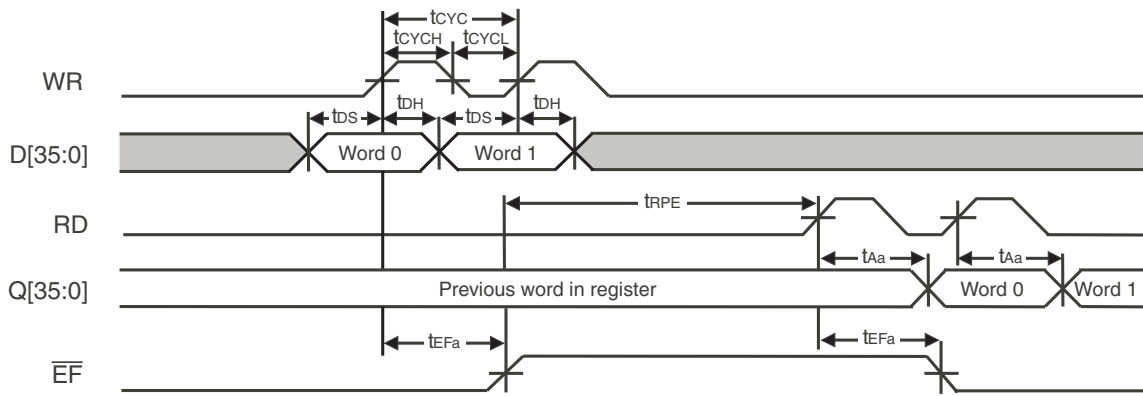 tCYC
tCYCH tCYCL
WR
tDS tDH tDS tDH
D[35:0] Word 0 Word 1
RD tRPE
tAa tAa
Q[35:0] Previous word in register Word 0 Word 1
tEFa tEFa
EF